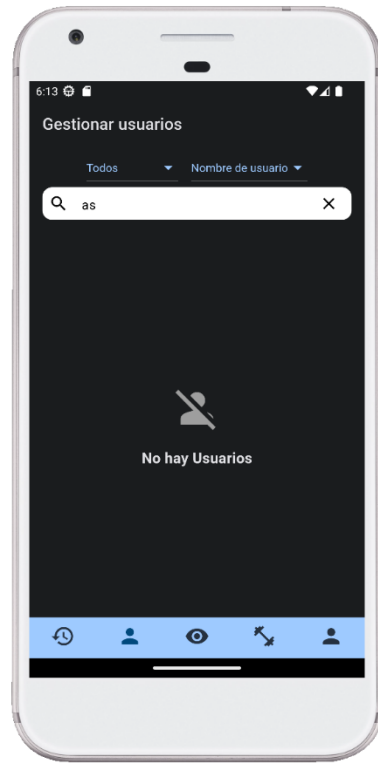 6:13
Gestionar usuarios
Todos Nombre de usuario
as
No hay Usuarios